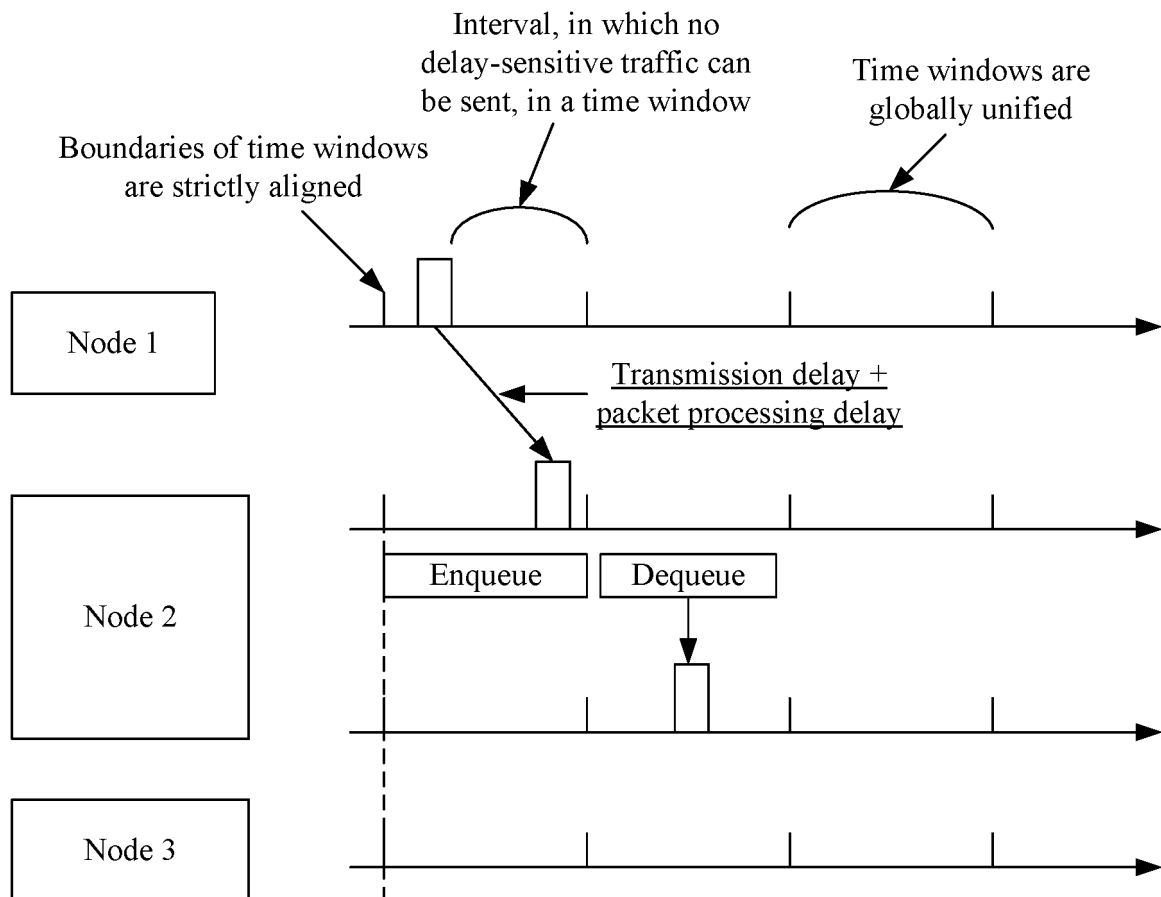 Interval, in which no
delay-sensitive traffic can
be sent, in a time window
Time windows are
globally unified
Boundaries of time windows
are strictly aligned
Node 1
Transmission delay +
packet processing delay
Node 2
Enqueue
Dequeue
Node 3